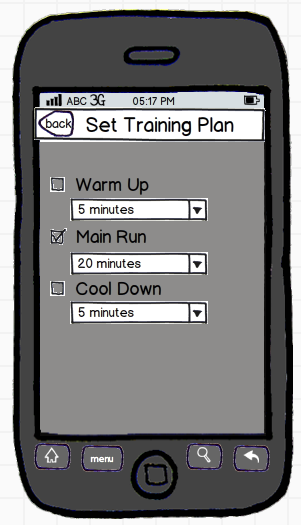 ABC 3G 05:17 PM
back Set Training Plan
Warm Up
5 minutes
Main Run
20 minutes
Cool Down
5 minutes
menu